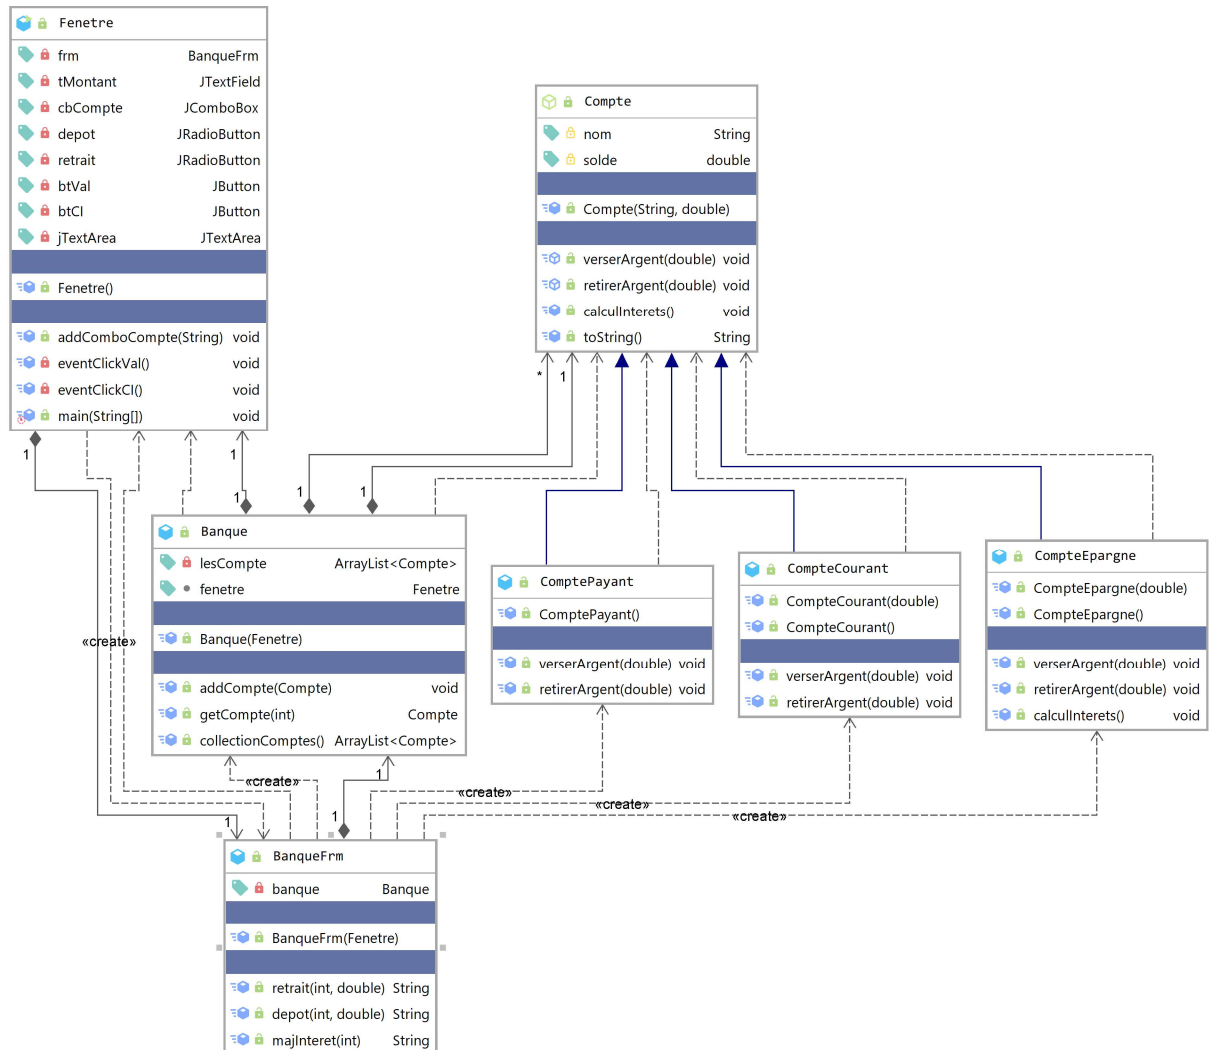 Fenetre
frm BanqueFrm
tMontant JTextField
cbCompte JComboBox
depot JRadioButton
retrait JRadioButton
btVal JButton
btCl JButton
jTextArea JTextArea
Fenetre()
addComboCompte(String) void
eventClickVal() void
eventClickCl() void
main(String[]) void
Compte
nom String
solde double
Compte(String, double)
verserArgent(double) void
retirerArgent(double) void
calculInterets() void
toString() String
1
1
*
1
1
1
1
Banque
lesCompte ArrayList<Compte>
fenetre Fenetre
Banque(Fenetre)
addCompte(Compte) void
getCompte(int) Compte
collectionComptes() ArrayList<Compte>
ComptePayant
ComptePayant()
verserArgent(double) void
retirerArgent(double) void
CompteCourant
CompteCourant(double)
CompteCourant()
verserArgent(double) void
retirerArgent(double) void
CompteEpargne
CompteEpargne(double)
CompteEpargne()
verserArgent(double) void
retirerArgent(double) void
calculInterets() void
«create»
1
«create»
«create»
«create»
«create»
1
1
BanqueFrm
banque Banque
BanqueFrm(Fenetre)
retrait(int, double) String
depot(int, double) String
majInteret(int) String